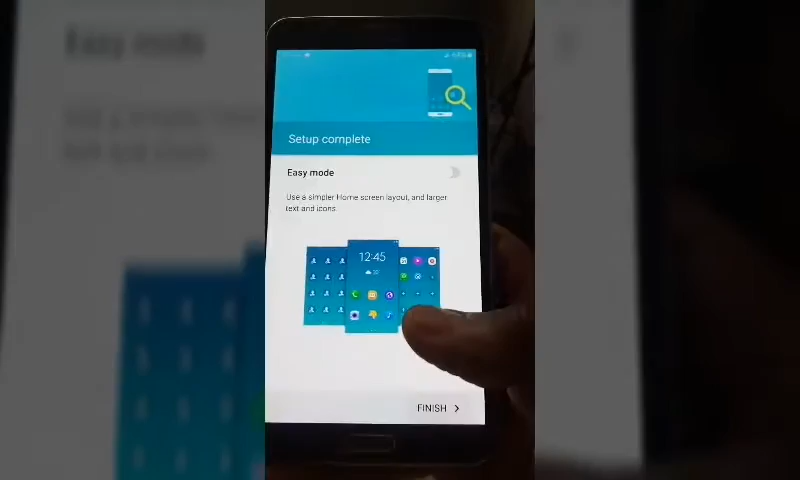 Setup complete
Easy mode
Use a simpler Home screen layout, and larger
text and icons.
12:45
FINISH >
Easy mode